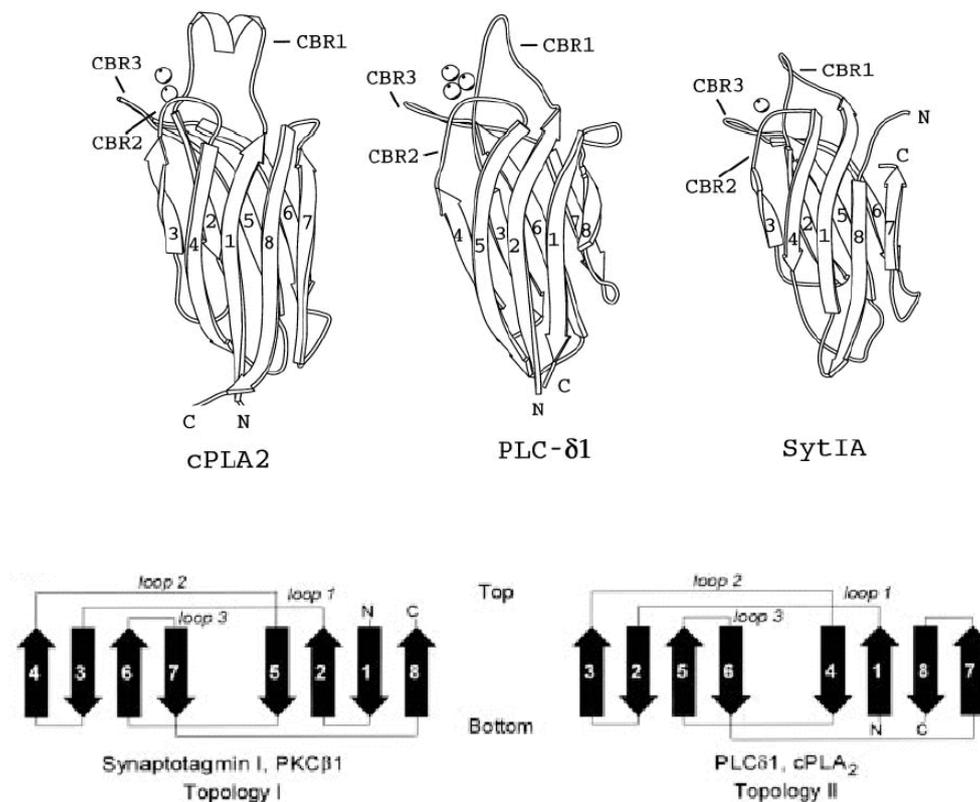 CBR1
CBR3
CBR2
3 4 2 1 5 8 6 7
C N
cPLA2
CBR1
CBR3
CBR2
4 5 3 2 6 1 7 8
N C
PLC-δ1
CBR1
CBR3
CBR2
N
C
3 4 2 1 5 8 6 7
SytIA
loop 2
loop 1
loop 3
N C
4 3 6 7 5 2 1 8
Synaptotagmin I, PKCβ1
Topology I
Top
Bottom
loop 2
loop 1
loop 3
3 2 5 6 4 1 8 7
N C
PLCδ1, cPLA2
Topology II